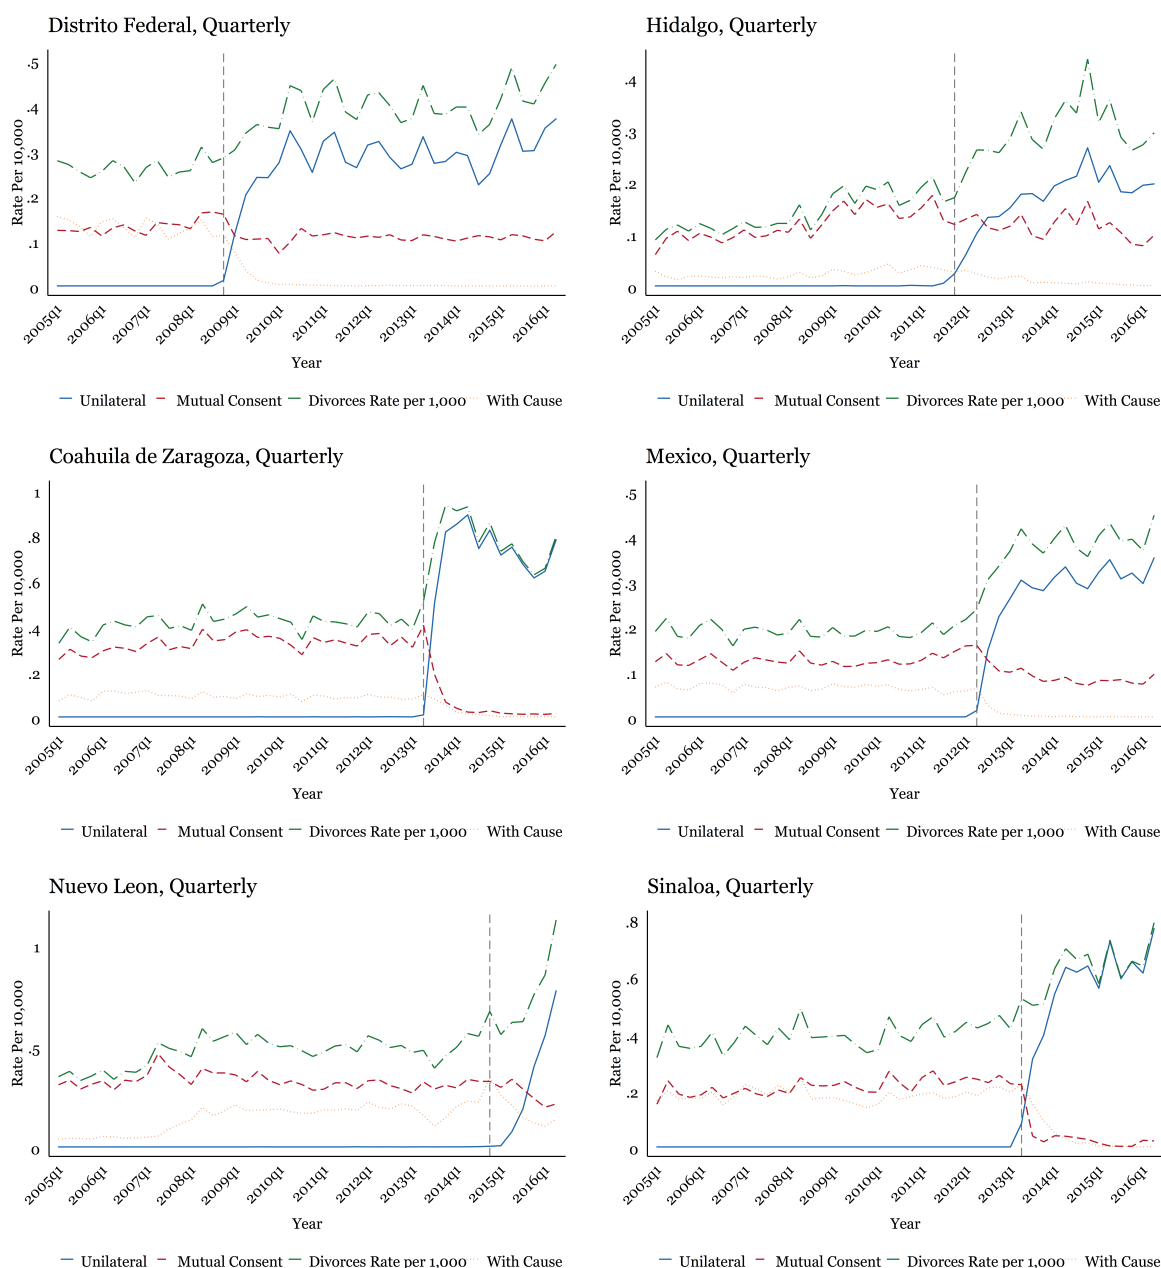 Distrito Federal, Quarterly
Rate Per 10,000
.5
.4
.3
.2
.1
0
2005q1 2006q1 2007q1 2008q1 2009q1 2010q1 2011q1 2012q1 2013q1 2014q1 2015q1 2016q1
Year
Unilateral Mutual Consent Divorces Rate per 1,000 With Cause
Hidalgo, Quarterly
Rate Per 10,000
.4
.3
.2
.1
0
2005q1 2006q1 2007q1 2008q1 2009q1 2010q1 2011q1 2012q1 2013q1 2014q1 2015q1 2016q1
Year
Unilateral Mutual Consent Divorces Rate per 1,000 With Cause
Coahuila de Zaragoza, Quarterly
Rate Per 10,000
1
.8
.6
.4
.2
0
2005q1 2006q1 2007q1 2008q1 2009q1 2010q1 2011q1 2012q1 2013q1 2014q1 2015q1 2016q1
Year
Unilateral Mutual Consent Divorces Rate per 1,000 With Cause
Mexico, Quarterly
Rate Per 10,000
.5
.4
.3
.2
.1
0
2005q1 2006q1 2007q1 2008q1 2009q1 2010q1 2011q1 2012q1 2013q1 2014q1 2015q1 2016q1
Year
Unilateral Mutual Consent Divorces Rate per 1,000 With Cause
Nuevo Leon, Quarterly
Rate Per 10,000
1
.5
0
2005q1 2006q1 2007q1 2008q1 2009q1 2010q1 2011q1 2012q1 2013q1 2014q1 2015q1 2016q1
Year
Unilateral Mutual Consent Divorces Rate per 1,000 With Cause
Sinaloa, Quarterly
Rate Per 10,000
.8
.6
.4
.2
0
2005q1 2006q1 2007q1 2008q1 2009q1 2010q1 2011q1 2012q1 2013q1 2014q1 2015q1 2016q1
Year
Unilateral Mutual Consent Divorces Rate per 1,000 With Cause